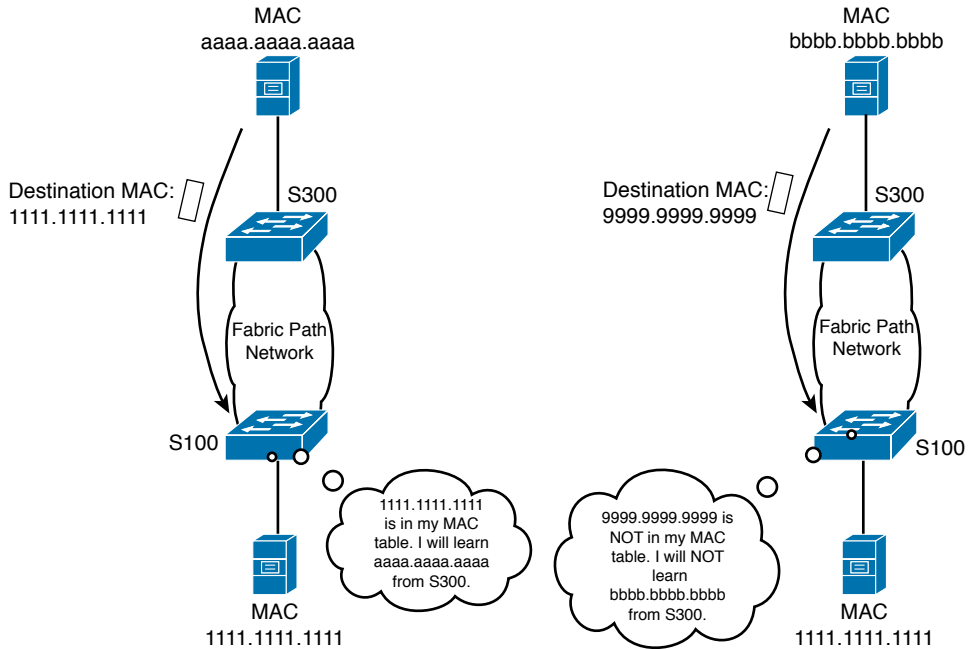 MAC
aaaa.aaaa.aaaa
Destination MAC:
1111.1111.1111
S300
Fabric Path
Network
S100
1111.1111.1111
is in my MAC
table. I will learn
aaaa.aaaa.aaaa
from S300.
MAC
1111.1111.1111
MAC
bbbb.bbbb.bbbb
Destination MAC:
9999.9999.9999
S300
Fabric Path
Network
S100
9999.9999.9999 is
NOT in my MAC
table. I will NOT
learn
bbbb.bbbb.bbbb
from S300.
MAC
1111.1111.1111